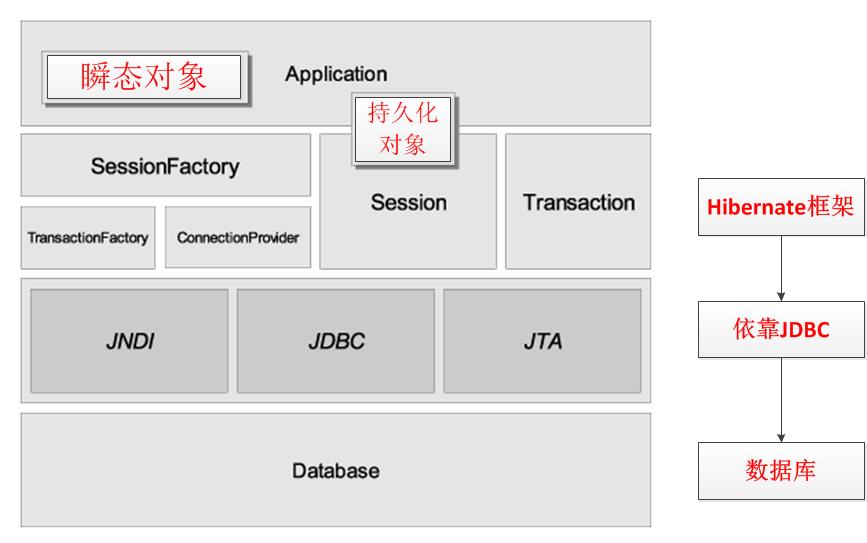 瞬态对象
Application
持久化
对象
SessionFactory
Session
Transaction
TransactionFactory
ConnectionProvider
JNDI
JDBC
JTA
Database
Hibernate框架
依靠JDBC
数据库